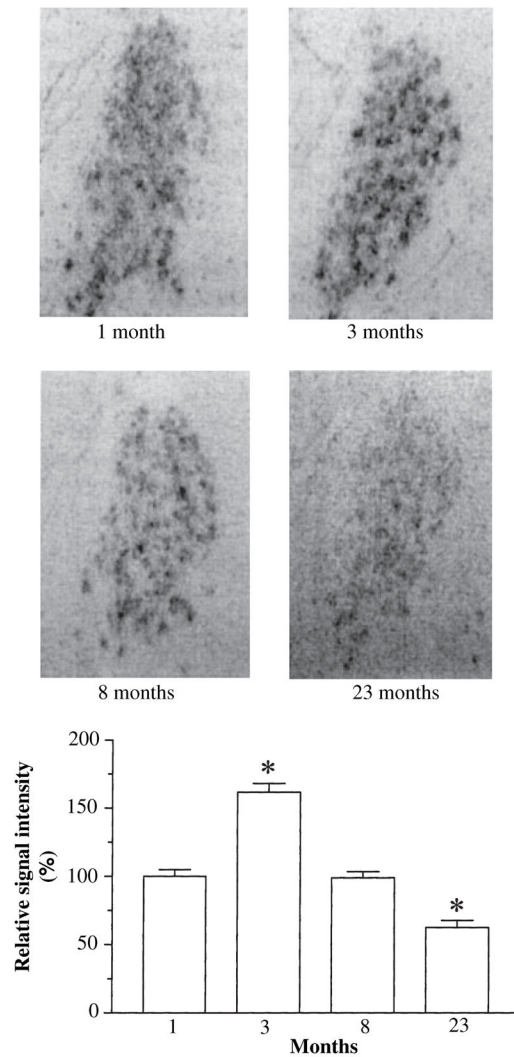 1 month
3 months
8 months
23 months
200
150
100
50
0
Relative signal intensity
(%)
*
*
1
3
8
23
Months